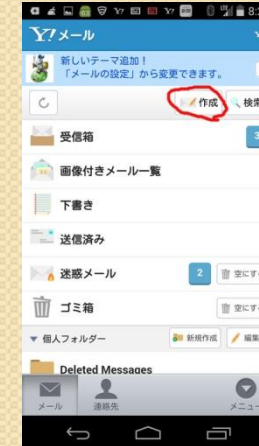 Y!メール
新しいテーマ追加！
「メールの設定」から変更できます。
作成
検索
受信箱
3
画像付きメール一覧
下書き
送信済み
迷惑メール
2
空にす
ゴミ箱
空にす
個人フォルダー
新規作成
編集
Deleted Messages
メール
連絡先
メニュ